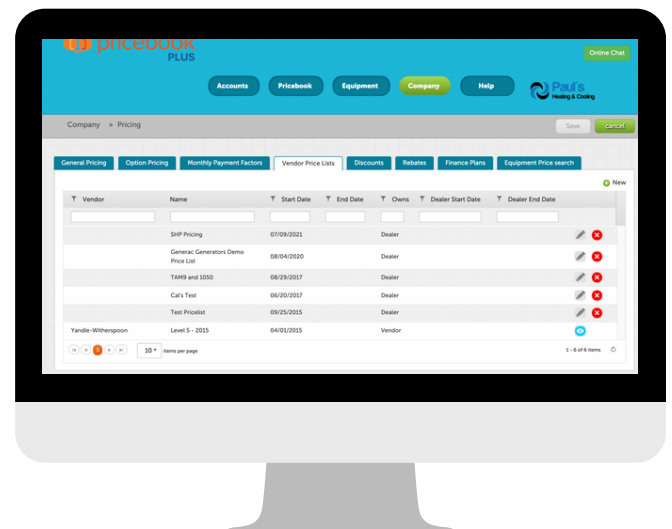 pricebook
PLUS
Online Chat
Accounts Pricebook Equipment Company Help
Paul's
Heating & Cooling
Company » Pricing
Save cancel
General Pricing Option Pricing Monthly Payment Factors Vendor Price Lists Discounts Rebates Finance Plans Equipment Price search
New
Vendor Name Start Date End Date Owns Dealer Start Date Dealer End Date
SHP Pricing 07/09/2021 Dealer
Generac Generators Demo
Price List 08/04/2020 Dealer
TAM9 and 1050 08/29/2017 Dealer
Cal's Test 06/20/2017 Dealer
Test Pricelist 09/25/2015 Dealer
Yandle-Witherspoon Level 5 - 2015 04/01/2015 Vendor
1 10 items per page 1 - 6 of 6 items